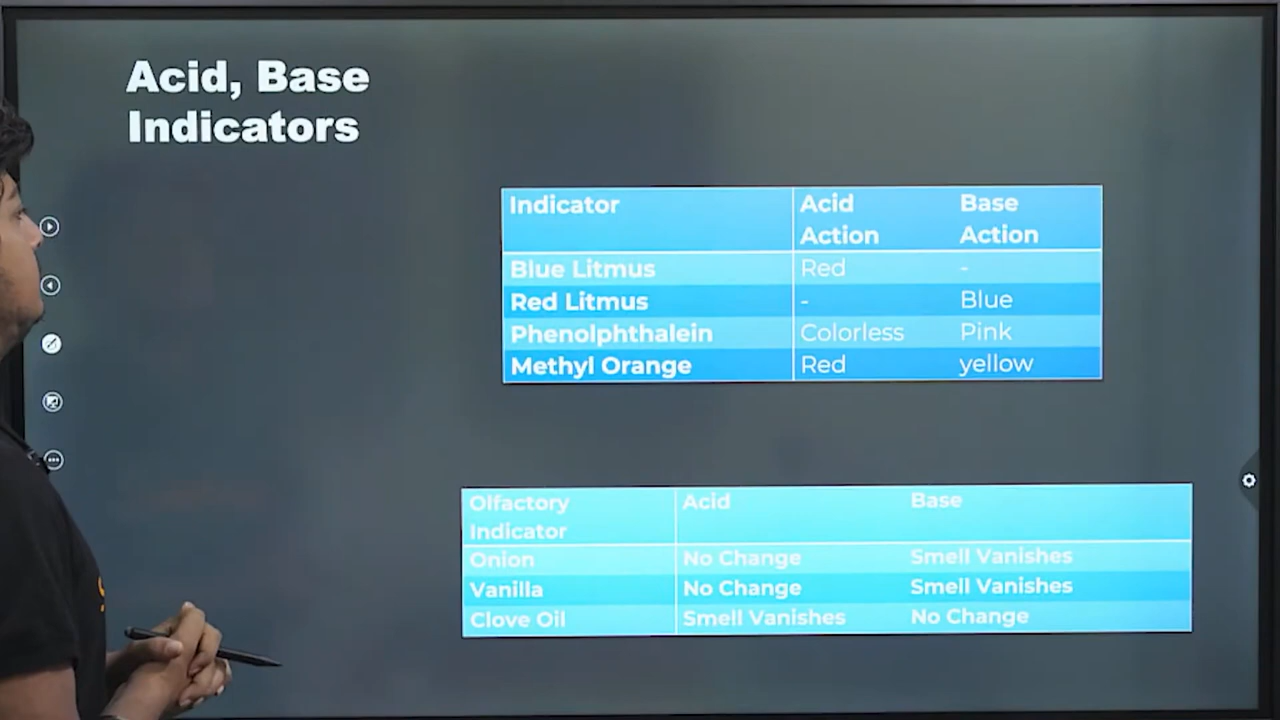 Acid, Base
Indicators
Indicator Acid Action Base Action
Blue Litmus Red -
Red Litmus - Blue
Phenolphthalein Colorless Pink
Methyl Orange Red yellow
Olfactory Indicator Acid Base
Onion No Change Smell Vanishes
Vanilla No Change Smell Vanishes
Clove Oil Smell Vanishes No Change